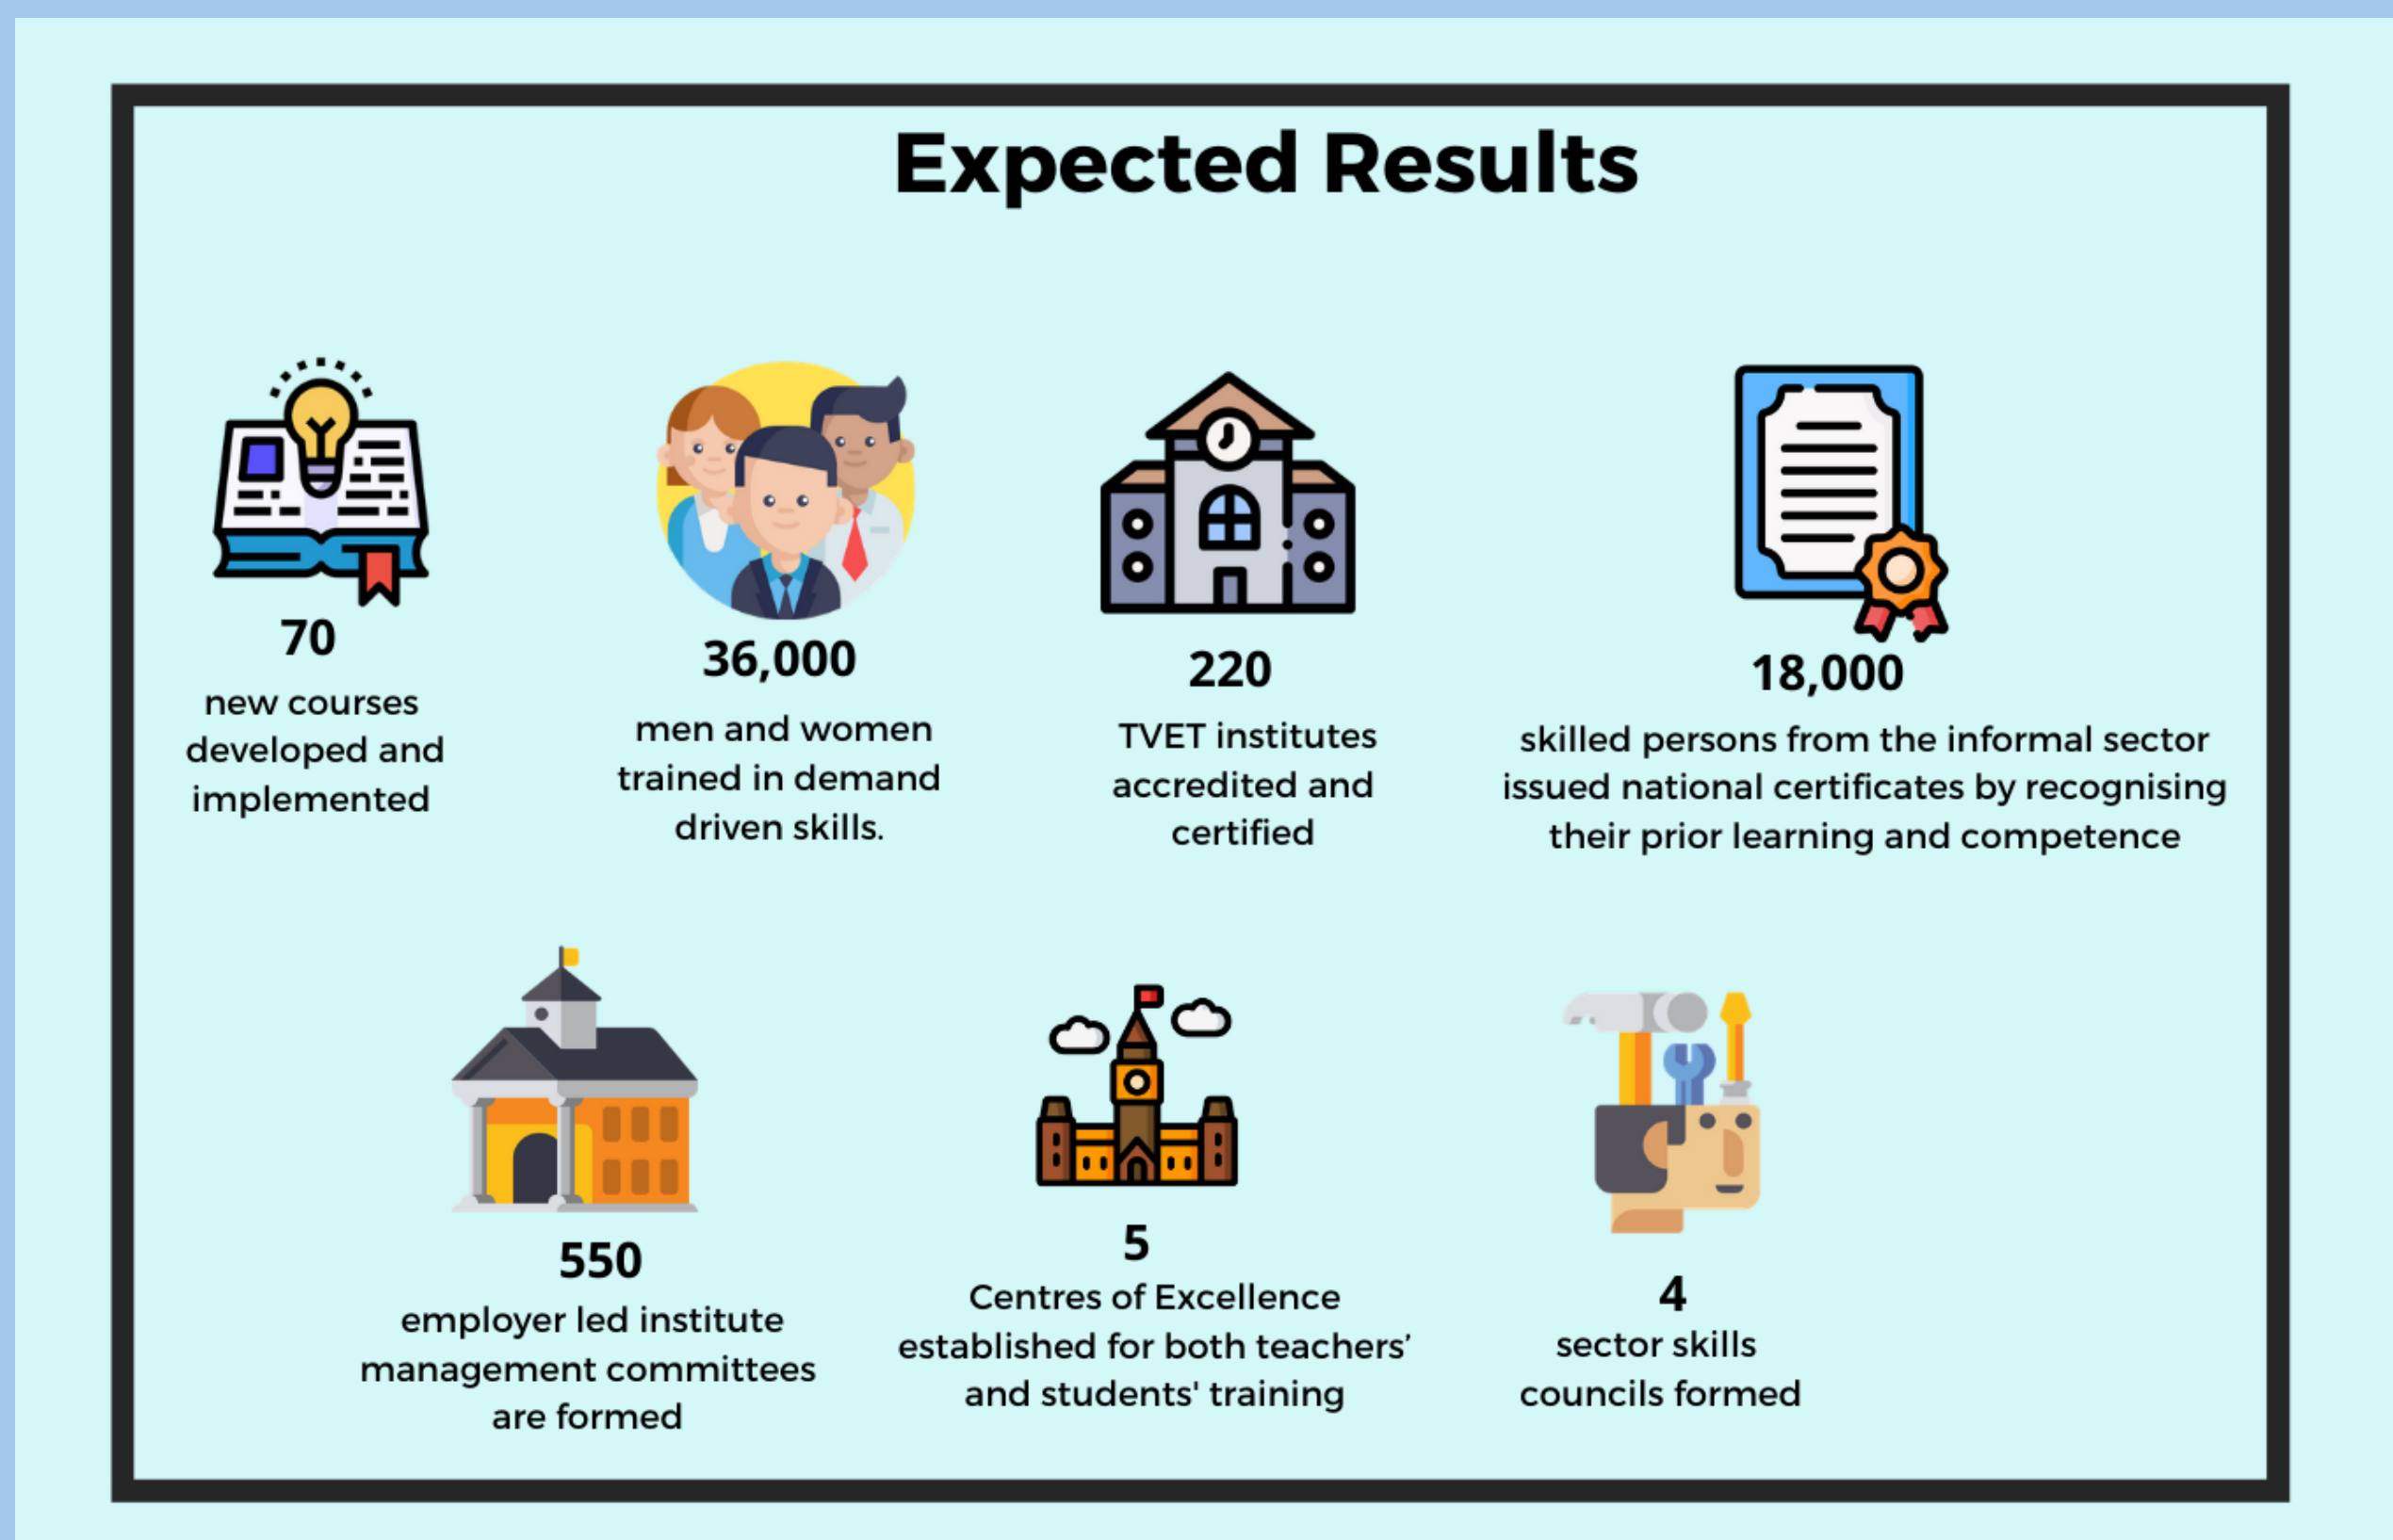 Expected Results
70
new courses
developed and
implemented
36,000
men and women
trained in demand
driven skills.
220
TVET institutes
accredited and
certified
18,000
skilled persons from the informal sector
issued national certificates by recognising
their prior learning and competence
550
employer led institute
management committees
are formed
5
Centres of Excellence
established for both teachers’
and students' training
4
sector skills
councils formed